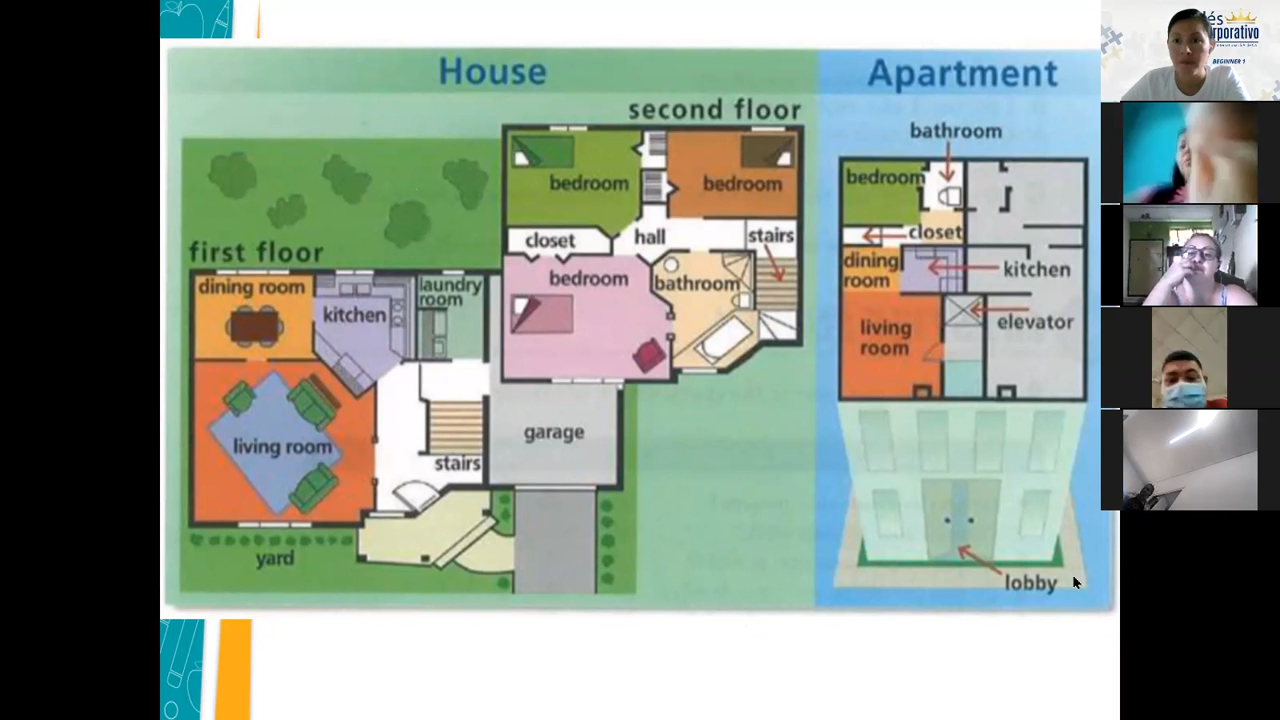 House
second floor
bedroom
bedroom
closet
hall
stairs
bedroom
bathroom
first floor
dining room
kitchen
laundry
room
living room
stairs
garage
yard
Apartment
bathroom
bedroom
closet
dining
room
kitchen
elevator
living
room
lobby
BEGINNER 1